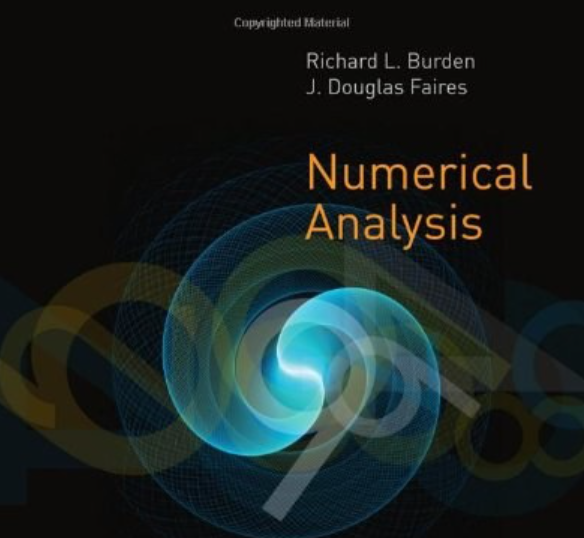 Copyrighted Material
Richard L. Burden
J. Douglas Faires
Numerical
Analysis